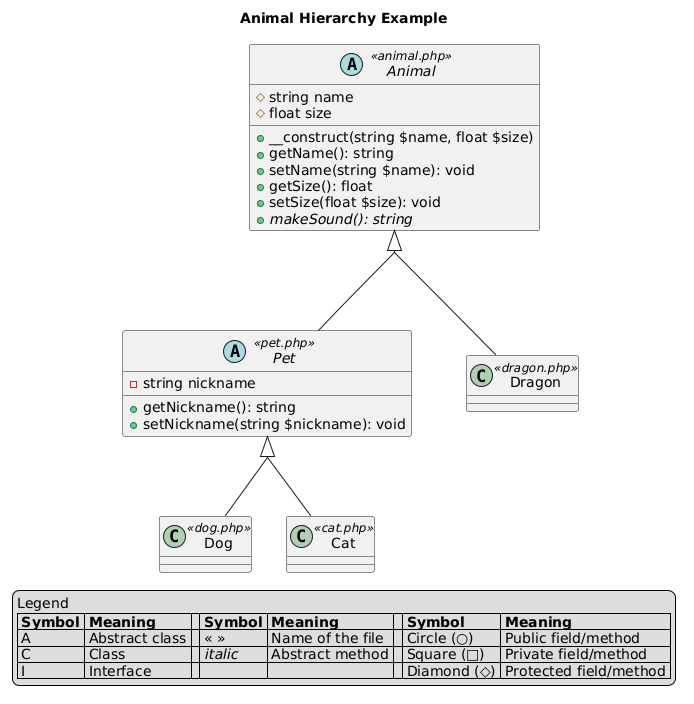 Animal Hierarchy Example
A
«animal.php»
Animal
string name
float size
__construct(string $name, float $size)
getName(): string
setName(string $name): void
getSize(): float
setSize(float $size): void
makeSound(): string
A
«pet.php»
Pet
string nickname
getNickname(): string
setNickname(string $nickname): void
C
«dragon.php»
Dragon
C
«dog.php»
Dog
C
«cat.php»
Cat
Legend
Symbol Meaning Symbol Meaning Symbol Meaning
A Abstract class « » Name of the file Circle (○) Public field/method
C Class italic Abstract method Square (□) Private field/method
I Interface Diamond (◇) Protected field/method